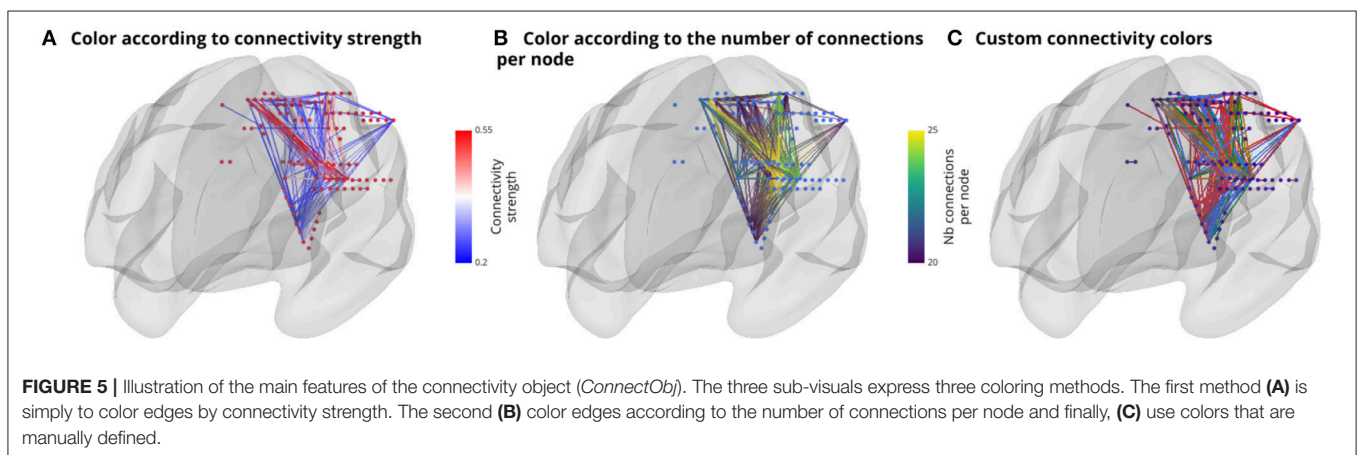 A Color according to connectivity strength
B Color according to the number of connections
per node
C Custom connectivity colors
0.55
Connectivity
strength
0.2
25
Nb connections
per node
20
FIGURE 5 | Illustration of the main features of the connectivity object (ConnectObj). The three sub-visuals express three coloring methods. The first method (A) is
simply to color edges by connectivity strength. The second (B) color edges according to the number of connections per node and finally, (C) use colors that are
manually defined.